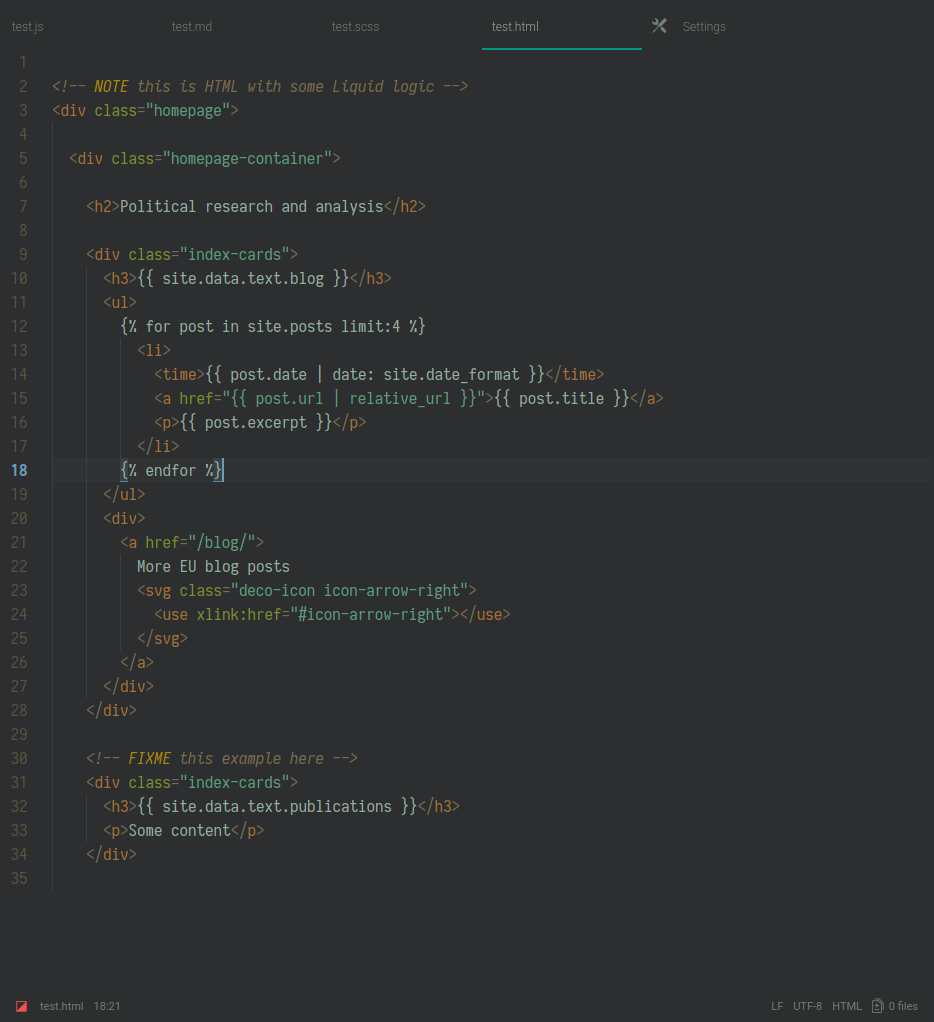 test.js test.md test.scss test.html Settings
1
2 <!-- NOTE this is HTML with some Liquid logic -->
3 <div class="homepage">
4
5 <div class="homepage-container">
6
7 <h2>Political research and analysis</h2>
8
9 <div class="index-cards">
10 <h3>{{ site.data.text.blog }}</h3>
11 <ul>
12 {% for post in site.posts limit:4 %}
13 <li>
14 <time>{{ post.date | date: site.date_format }}</time>
15 <a href="{{ post.url | relative_url }}">{{ post.title }}</a>
16 <p>{{ post.excerpt }}</p>
17 </li>
18 {% endfor %}
19 </ul>
20 <div>
21 <a href="/blog/">
22 More EU blog posts
23 <svg class="deco-icon icon-arrow-right">
24 <use xlink:href="#icon-arrow-right"></use>
25 </svg>
26 </a>
27 </div>
28 </div>
29
30 <!-- FIXME this example here -->
31 <div class="index-cards">
32 <h3>{{ site.data.text.publications }}</h3>
33 <p>Some content</p>
34 </div>
35
test.html 18:21 LF UTF-8 HTML 0 files